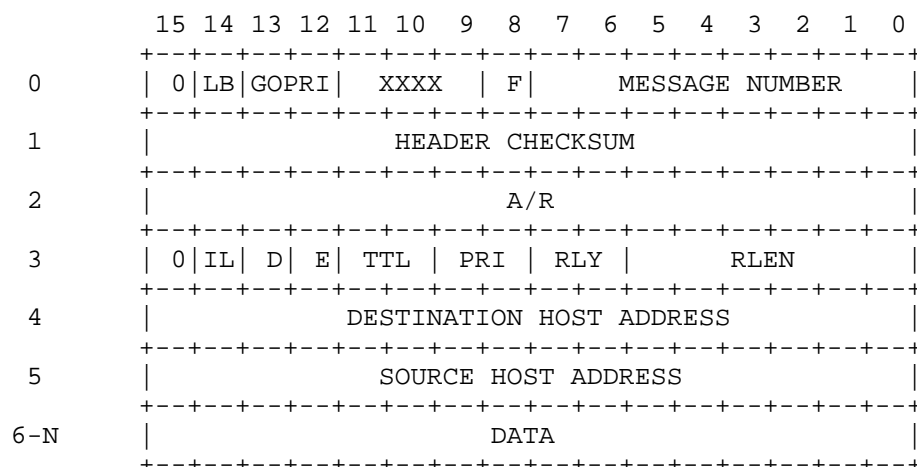 15 14 13 12 11 10 9 8 7 6 5 4 3 2 1 0
+--+--+--+--+--+--+--+--+--+--+--+--+--+--+--+--+
0 | 0|LB|GOPRI| XXXX | F| MESSAGE NUMBER |
+--+--+--+--+--+--+--+--+--+--+--+--+--+--+--+--+
1 | HEADER CHECKSUM |
+--+--+--+--+--+--+--+--+--+--+--+--+--+--+--+--+
2 | A/R |
+--+--+--+--+--+--+--+--+--+--+--+--+--+--+--+--+
3 | 0|IL| D| E| TTL | PRI | RLY | RLEN |
+--+--+--+--+--+--+--+--+--+--+--+--+--+--+--+--+
4 | DESTINATION HOST ADDRESS |
+--+--+--+--+--+--+--+--+--+--+--+--+--+--+--+--+
5 | SOURCE HOST ADDRESS |
+--+--+--+--+--+--+--+--+--+--+--+--+--+--+--+--+
6-N | DATA |
+--+--+--+--+--+--+--+--+--+--+--+--+--+--+--+--+